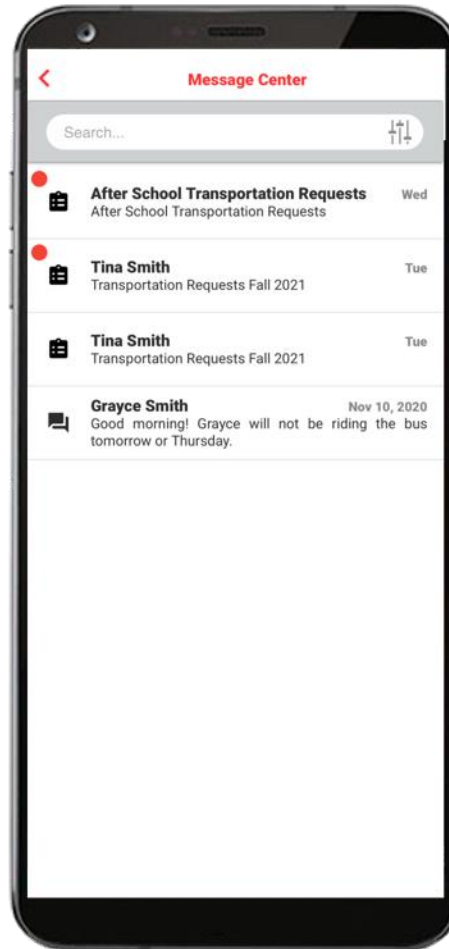 Message Center
Search...
After School Transportation Requests Wed
After School Transportation Requests
Tina Smith Tue
Transportation Requests Fall 2021
Tina Smith Tue
Transportation Requests Fall 2021
Grayce Smith Nov 10, 2020
Good morning! Grayce will not be riding the bus
tomorrow or Thursday.